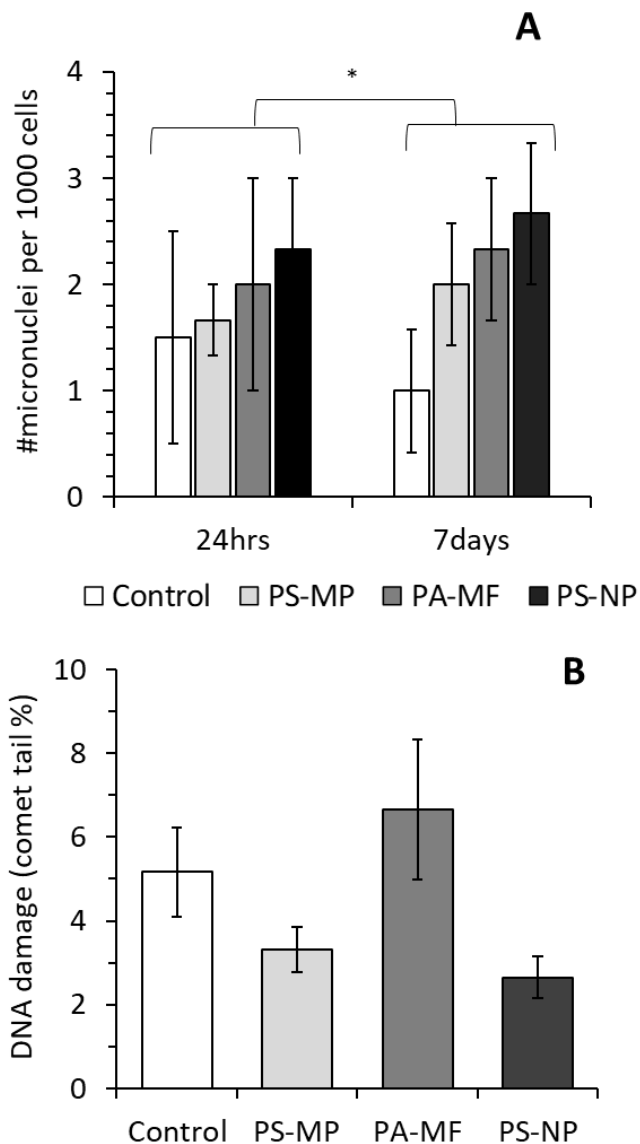 A
4
*
3
2
1
0
#micronuclei per 1000 cells
24hrs 7days
Control PS-MP PA-MF PS-NP
B
10
8
6
4
2
0
DNA damage (comet tail %)
Control PS-MP PA-MF PS-NP